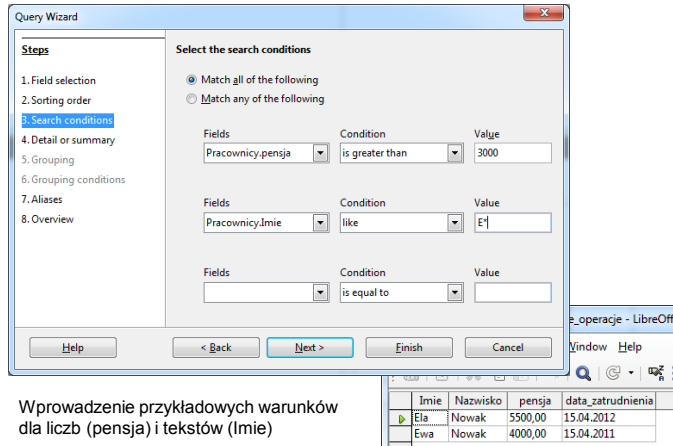 Query Wizard
Steps
1. Field selection
2. Sorting order
3. Search conditions
4. Detail or summary
5. Grouping
6. Grouping conditions
7. Aliases
8. Overview
Select the search conditions
Match all of the following
Match any of the following
Fields Condition Value
Pracownicy.pensja is greater than 3000
Fields Condition Value
Pracownicy.Imie like E*
Fields Condition Value
is equal to
Help < Back Next > Finish Cancel
e_operacje - LibreOff
Window Help
Imie Nazwisko pensja data_zatrudnienia
Ela Nowak 5500,00 15.04.2012
Ewa Nowak 4000,00 15.04.2011
Wprowadzenie przykładowych warunków
dla liczb (pensja) i tekstów (Imie)